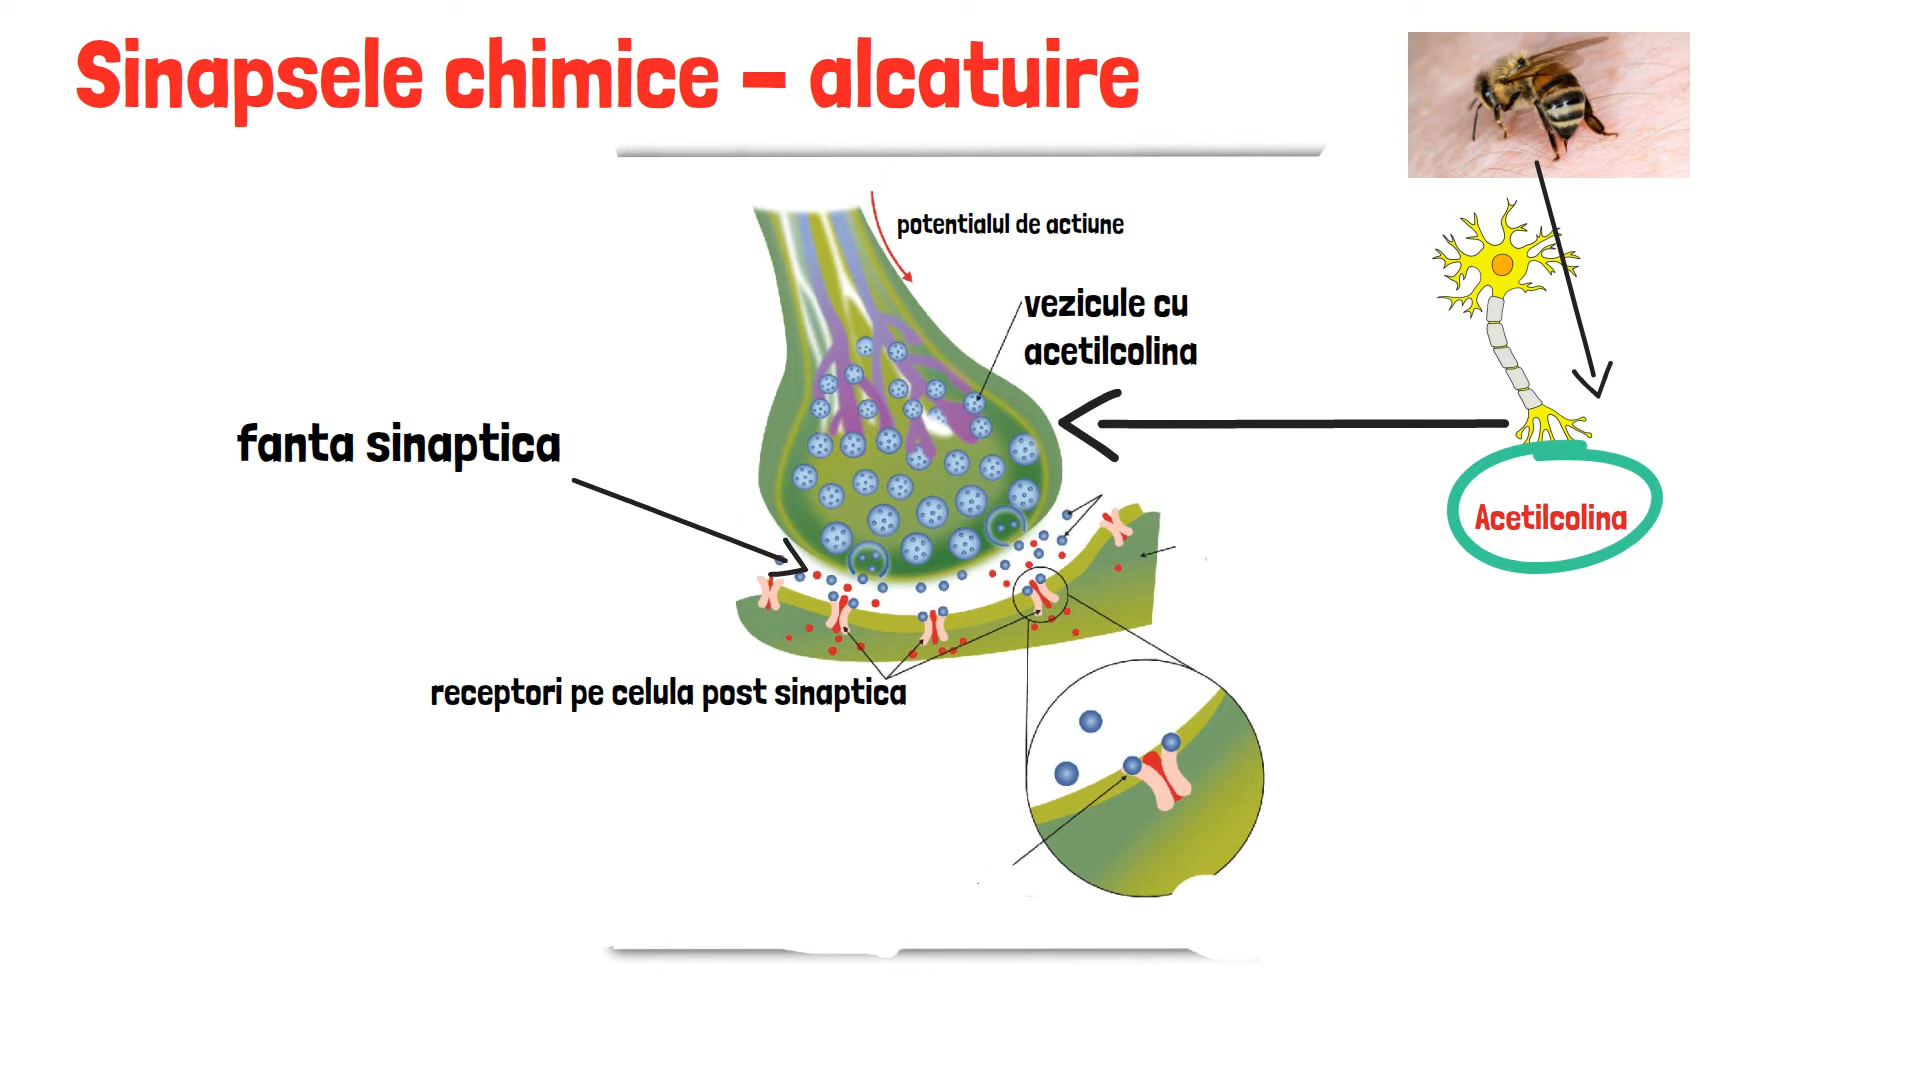 Sinapsele chimice - alcatuire
potentialul de actiune
vezicule cu
acetilcolina
fanta sinaptica
Acetilcolina
receptori pe celula post sinaptica